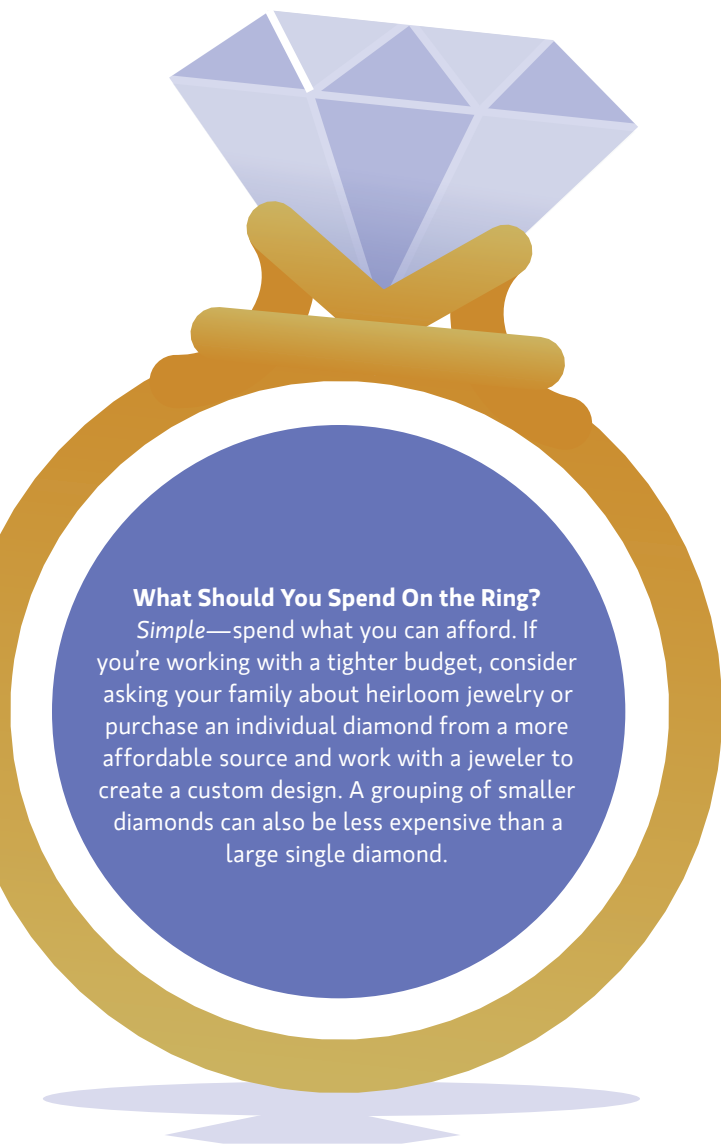 What Should You Spend On the Ring?
Simple—spend what you can afford. If
you're working with a tighter budget, consider
asking your family about heirloom jewelry or
purchase an individual diamond from a more
affordable source and work with a jeweler to
create a custom design. A grouping of smaller
diamonds can also be less expensive than a
large single diamond.